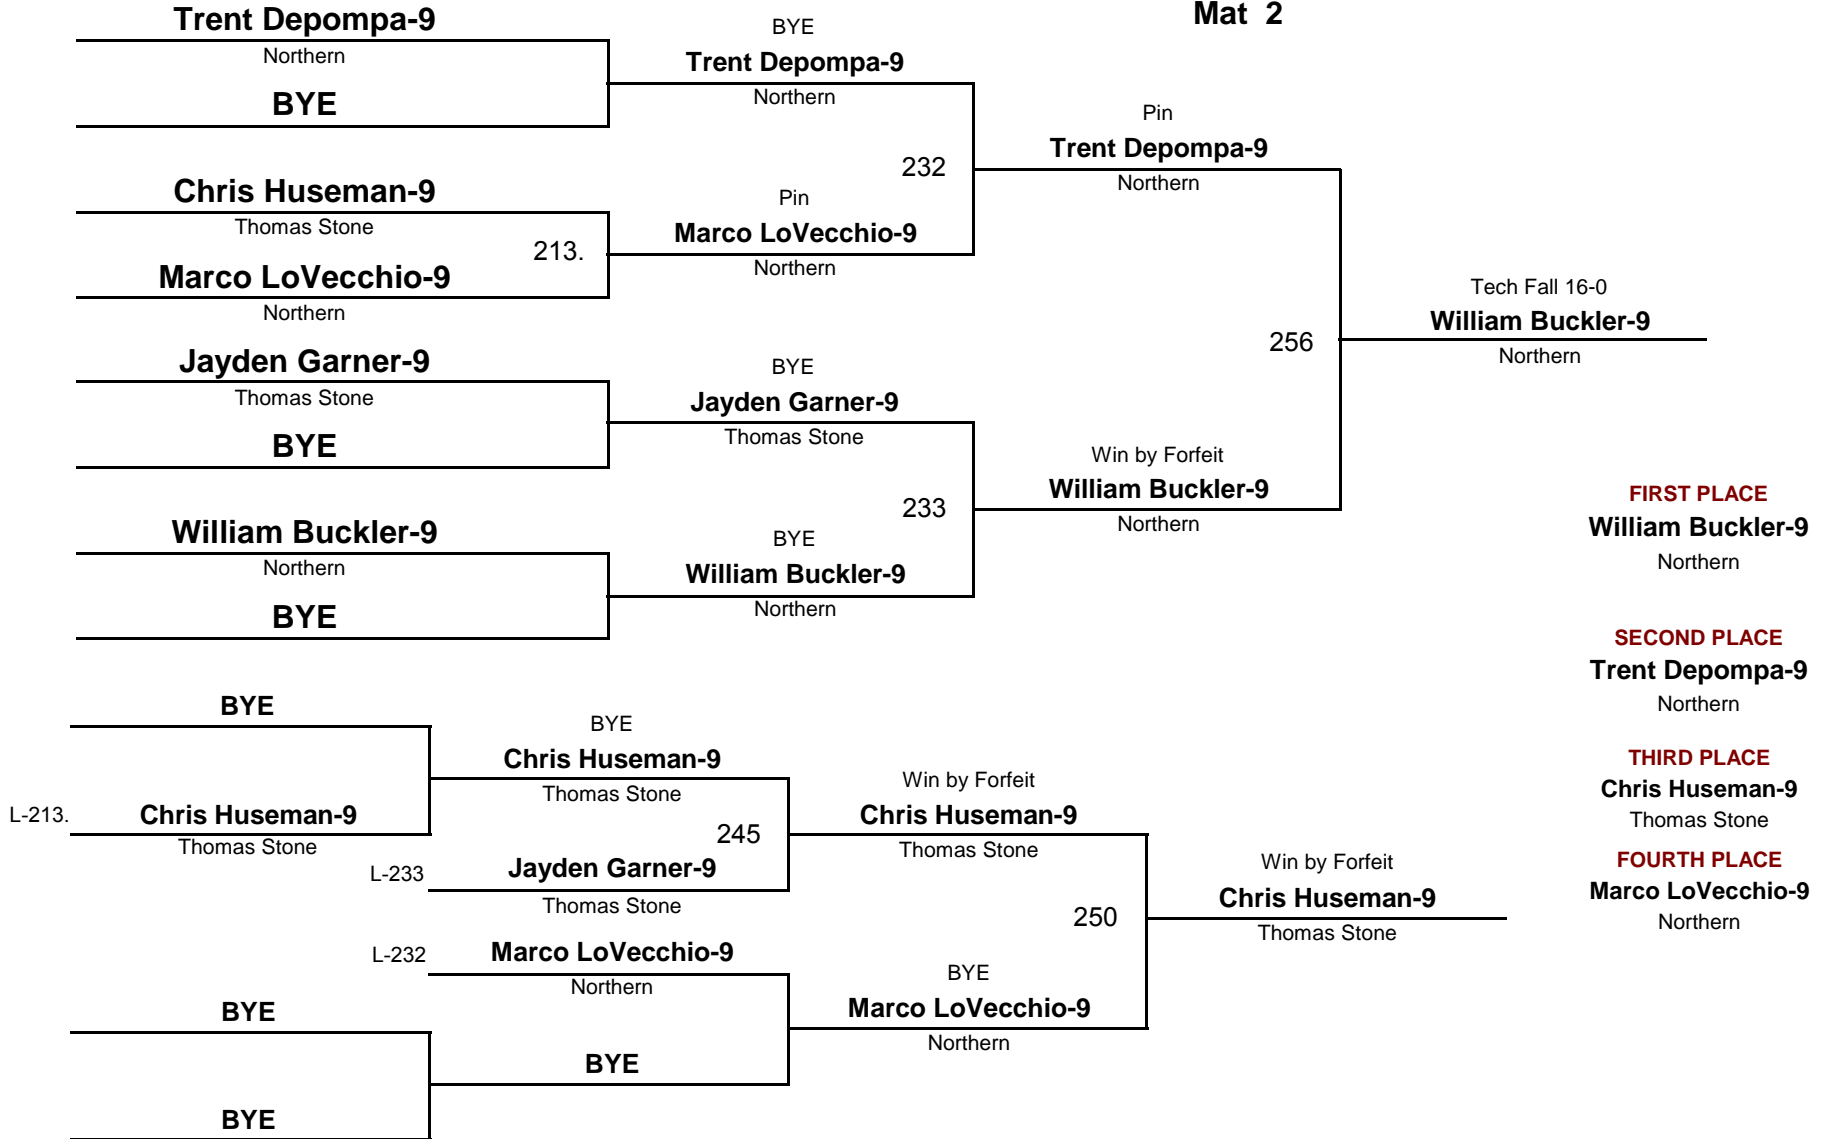 Mat 2
Trent Depompa-9
Northern
BYE
Chris Huseman-9
Thomas Stone
213.
Marco LoVecchio-9
Northern
Jayden Garner-9
Thomas Stone
BYE
William Buckler-9
Northern
BYE
BYE
Trent Depompa-9
Northern
232
Pin
Marco LoVecchio-9
Northern
BYE
Jayden Garner-9
Thomas Stone
233
BYE
William Buckler-9
Northern
Pin
Trent Depompa-9
Northern
256
Win by Forfeit
William Buckler-9
Northern
Tech Fall 16-0
William Buckler-9
Northern
BYE
L-213.
Chris Huseman-9
Thomas Stone
BYE
BYE
BYE
Chris Huseman-9
Thomas Stone
245
L-233
Jayden Garner-9
Thomas Stone
L-232
Marco LoVecchio-9
Northern
BYE
Win by Forfeit
Chris Huseman-9
Thomas Stone
250
BYE
Marco LoVecchio-9
Northern
Win by Forfeit
Chris Huseman-9
Thomas Stone
FIRST PLACE
William Buckler-9
Northern
SECOND PLACE
Trent Depompa-9
Northern
THIRD PLACE
Chris Huseman-9
Thomas Stone
FOURTH PLACE
Marco LoVecchio-9
Northern